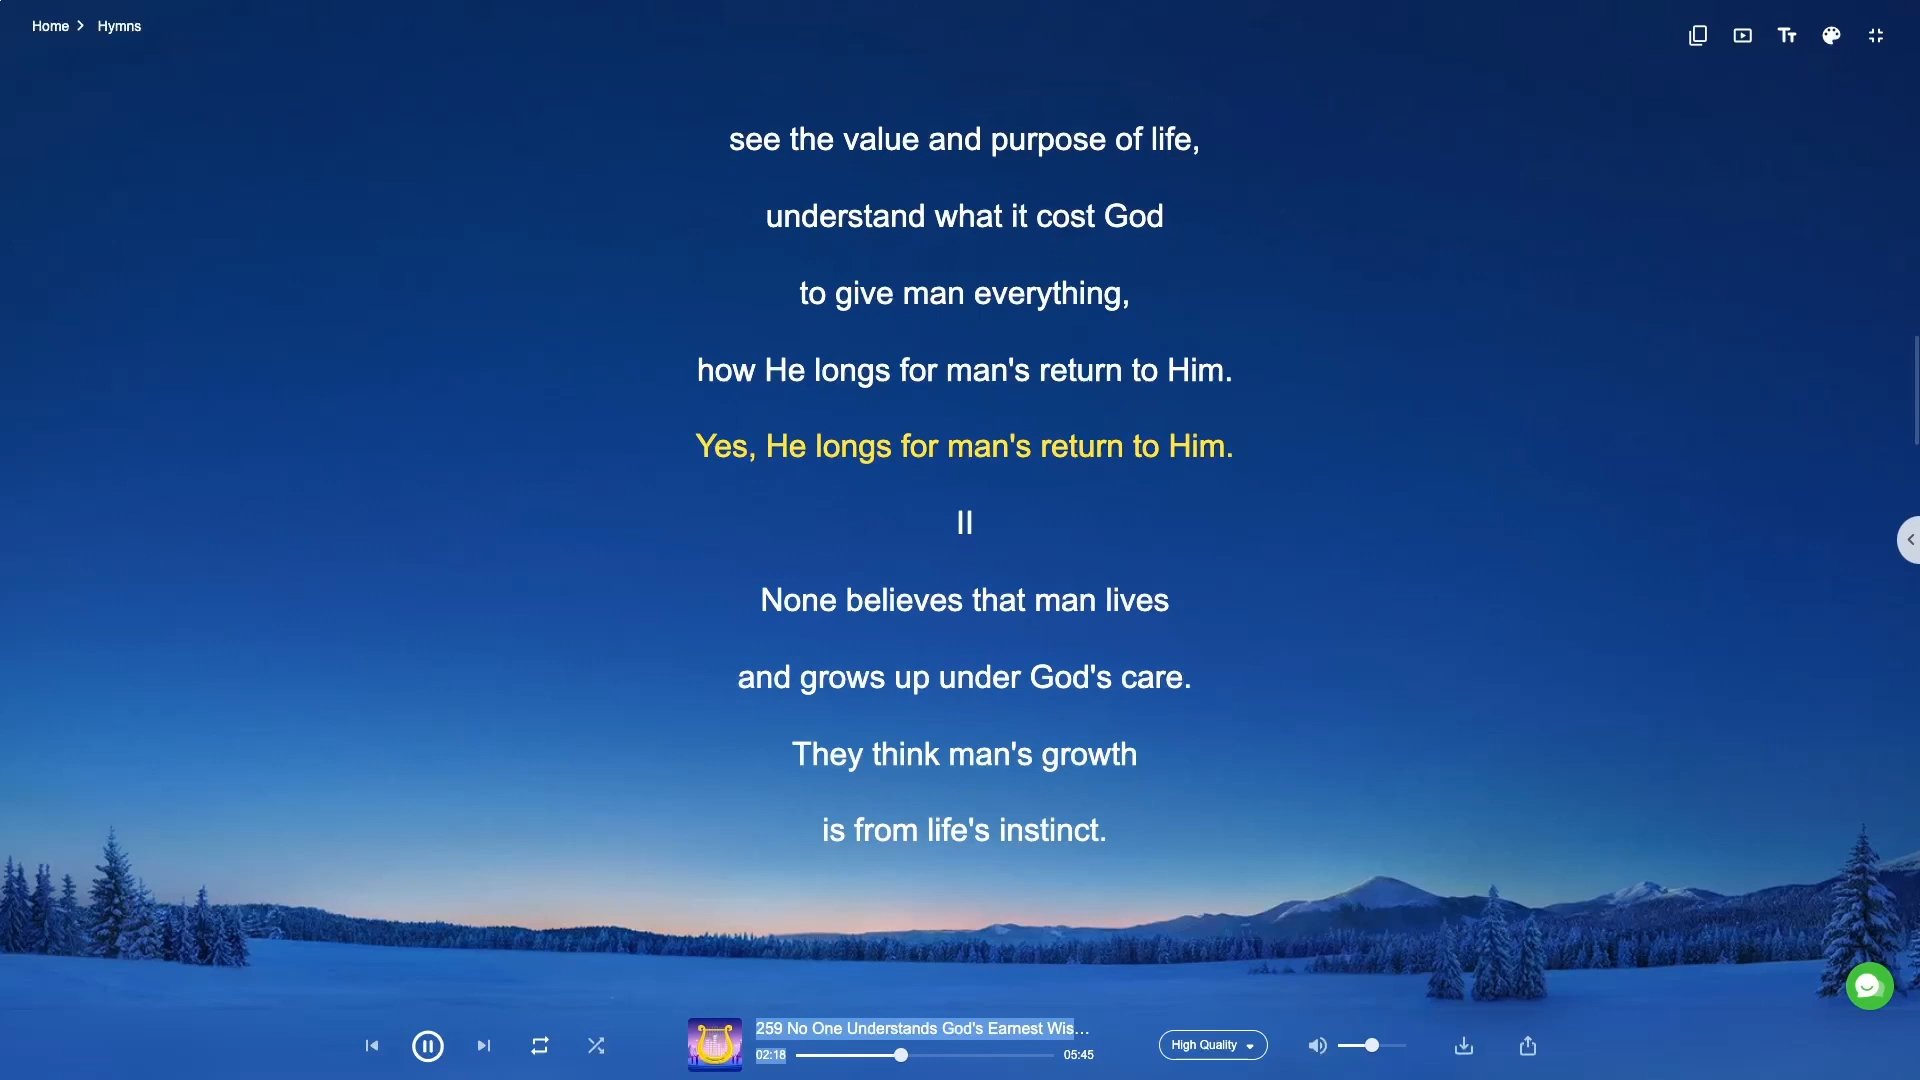 Home
Hymns
see the value and purpose of life,
understand what it cost God
to give man everything,
how He longs for man's return to Him.
Yes, He longs for man's return to Him.
II
None believes that man lives
and grows up under God's care.
They think man's growth
is from life's instinct.
259 No One Understands God's Earnest Wis...
02:18
05:45
High Quality